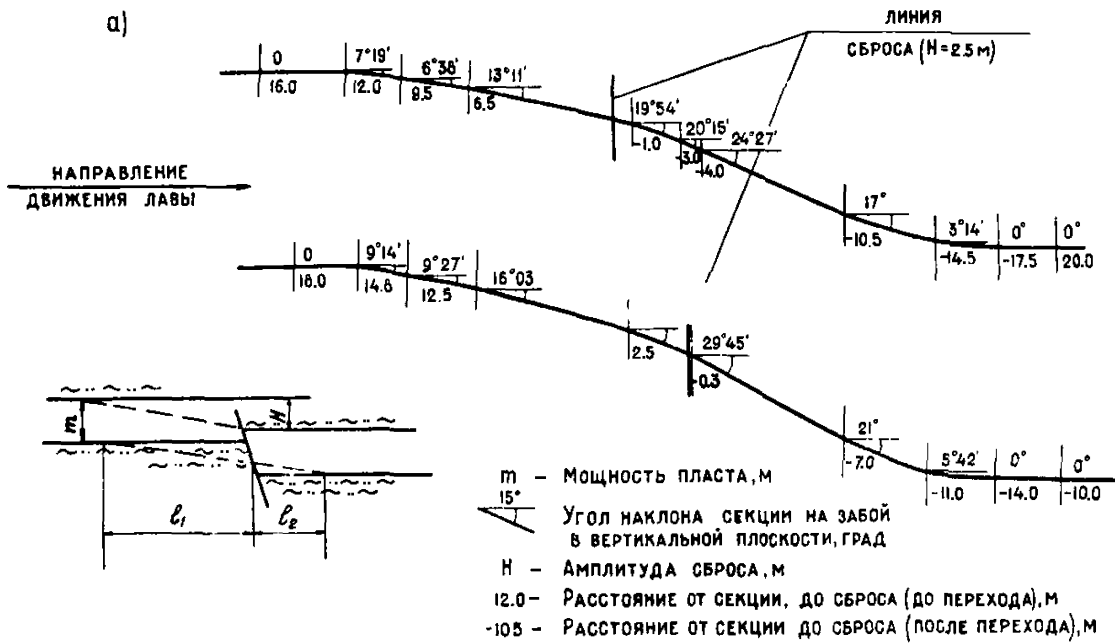 а)
ЛИНИЯ
СБРОСА (Н=2.5м)
0 7°19' 6°38' 13°11' 19°54' 20°15' 24°27' 17° 3°14' 0° 0°
16.0 12.0 9.5 6.5 -1.0 -3.0 -4.0 -10.5 -14.5 -17.5 20.0
НАПРАВЛЕНИЕ
ДВИЖЕНИЯ ЛАВЫ
0 9°14' 9°27' 16°03 29°45' 21° 5°42' 0° 0°
18.0 14.8 12.5 2.5 -0.3 -7.0 -11.0 -14.0 -10.0
m Н
ℓ1 ℓ2
m – МОЩНОСТЬ ПЛАСТА, М
15° УГОЛ НАКЛОНА СЕКЦИИ НА ЗАБОЙ
В ВЕРТИКАЛЬНОЙ ПЛОСКОСТИ, ГРАД
Н – АМПЛИТУДА СБРОСА, М
12.0 – РАССТОЯНИЕ ОТ СЕКЦИИ, ДО СБРОСА (ДО ПЕРЕХОДА), М
-105 – РАССТОЯНИЕ ОТ СЕКЦИИ ДО СБРОСА (ПОСЛЕ ПЕРЕХОДА), М